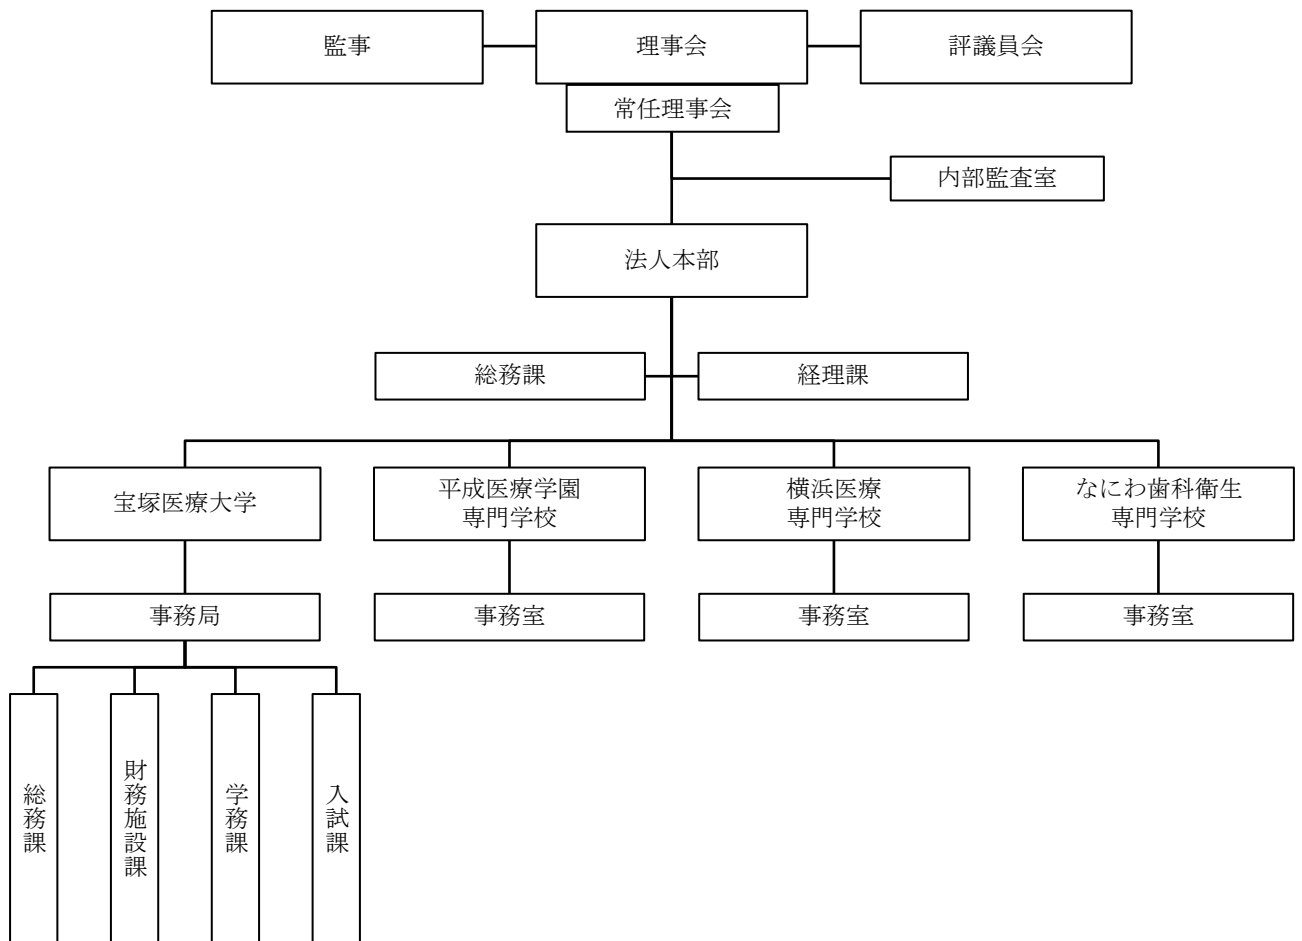 監事
理事会
評議員会
常任理事会
内部監査室
法人本部
総務課
経理課
宝塚医療大学
平成医療学園
専門学校
横浜医療
専門学校
なにわ歯科衛生
専門学校
事務局
事務室
事務室
事務室
総務課
財務施設課
学務課
入試課